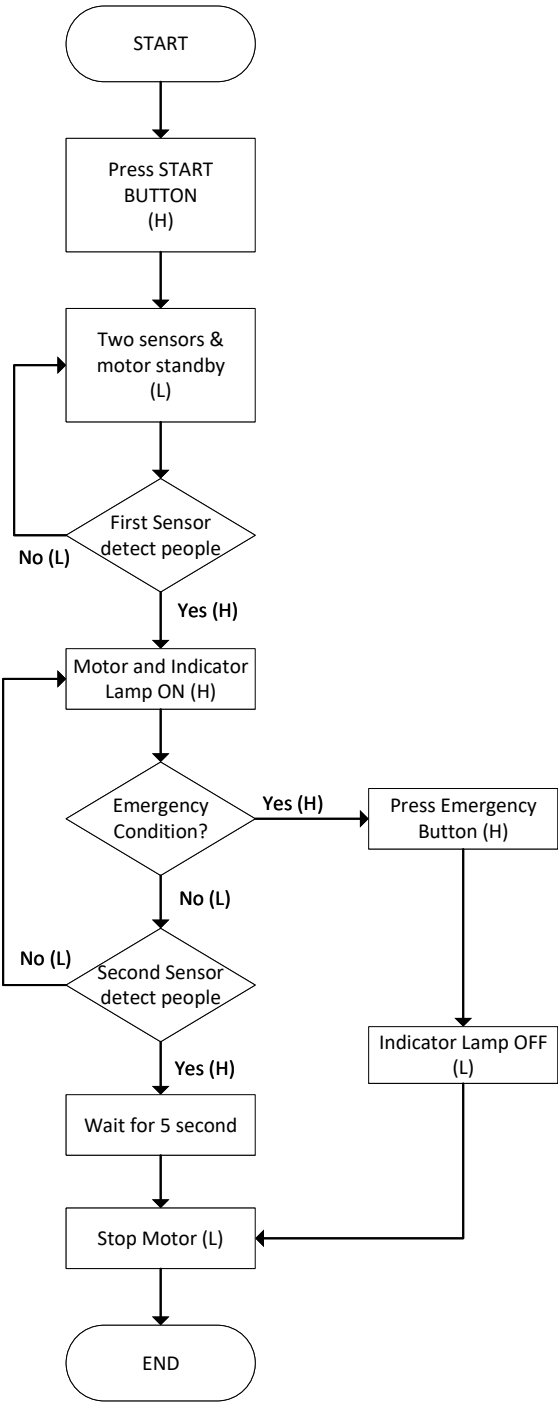 START
Press START
BUTTON
(H)
Two sensors &
motor standby
(L)
First Sensor
detect people
No (L)
Yes (H)
Motor and Indicator
Lamp ON (H)
Emergency
Condition?
Yes (H)
Press Emergency
Button (H)
No (L)
No (L)
Second Sensor
detect people
Indicator Lamp OFF
(L)
Yes (H)
Wait for 5 second
Stop Motor (L)
END